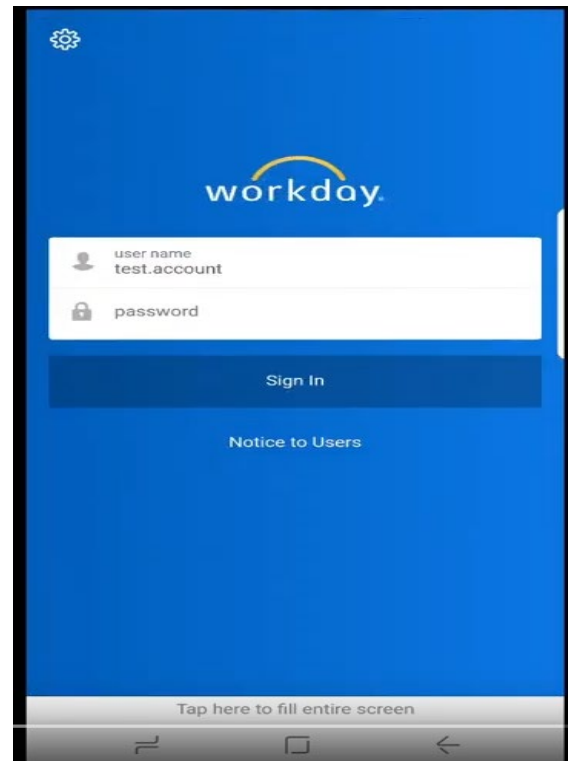 workday.
user name
test.account
password
Sign In
Notice to Users
Tap here to fill entire screen